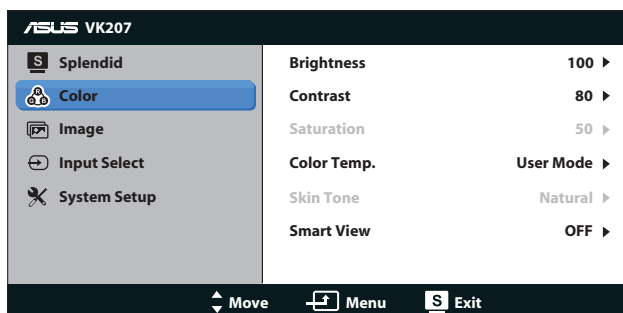 ASUS VK207
S Splendid
Color
Image
Input Select
System Setup
Brightness 100
Contrast 80
Saturation 50
Color Temp. User Mode
Skin Tone Natural
Smart View OFF
Move Menu S Exit